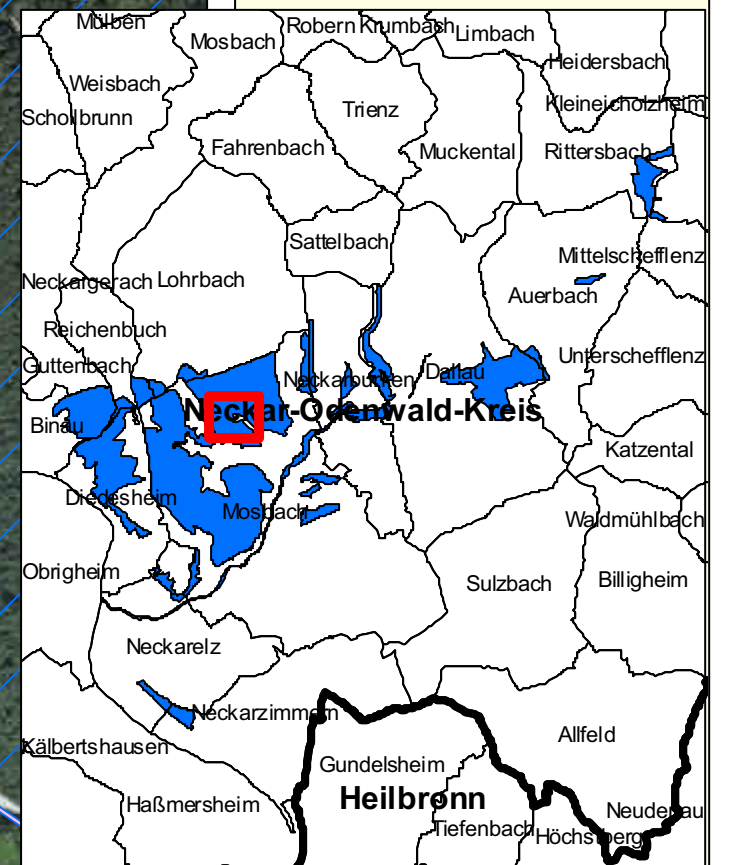 Mülben
Mosbach
Robern Krumbach
Limbach
Heidersbach
Weisbach
Schollbrunn
Trienz
Kleineicholzheim
Fahrenbach
Muckental
Rittersbach
Sattelbach
Mittelschefflenz
Neckargerach
Lohrbach
Auerbach
Reichenbuch
Guttenbach
Neckarburken
Dallau
Unterschefflenz
Neckar-Odenwald-Kreis
Binau
Katzental
Diedesheim
Mosbach
Waldmühlbach
Obrigheim
Sulzbach
Billigheim
Neckarelz
Neckarzimmern
Kälbertshausen
Allfeld
Gundelsheim
Haßmersheim
Heilbronn
Neudenau
Tiefenbach
Höchstberg